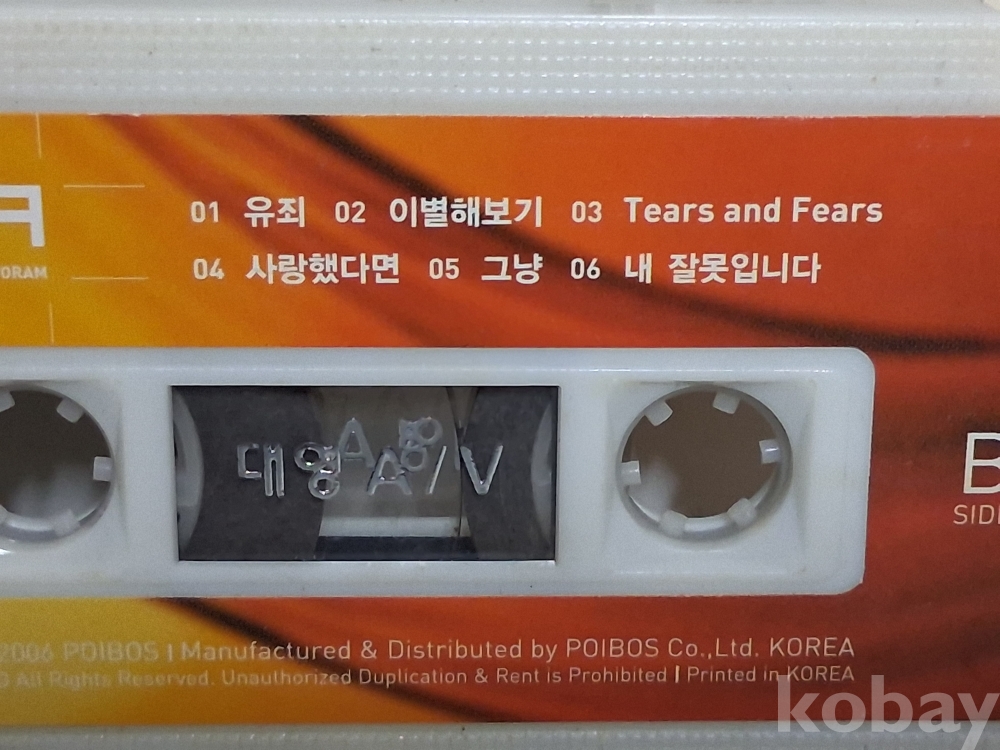 01 유죄 02 이별해보기 03 Tears and Fears
ORAM
04 사랑했다면 05 그냥 06 내 잘못입니다
대영 A/V
B
SIDE
2006 POIBOS | Manufactured & Distributed by POIBOS Co.,Ltd. KOREA
All Rights Reserved. Unauthorized Duplication & Rent is Prohibited | Printed in KOREA
kobay